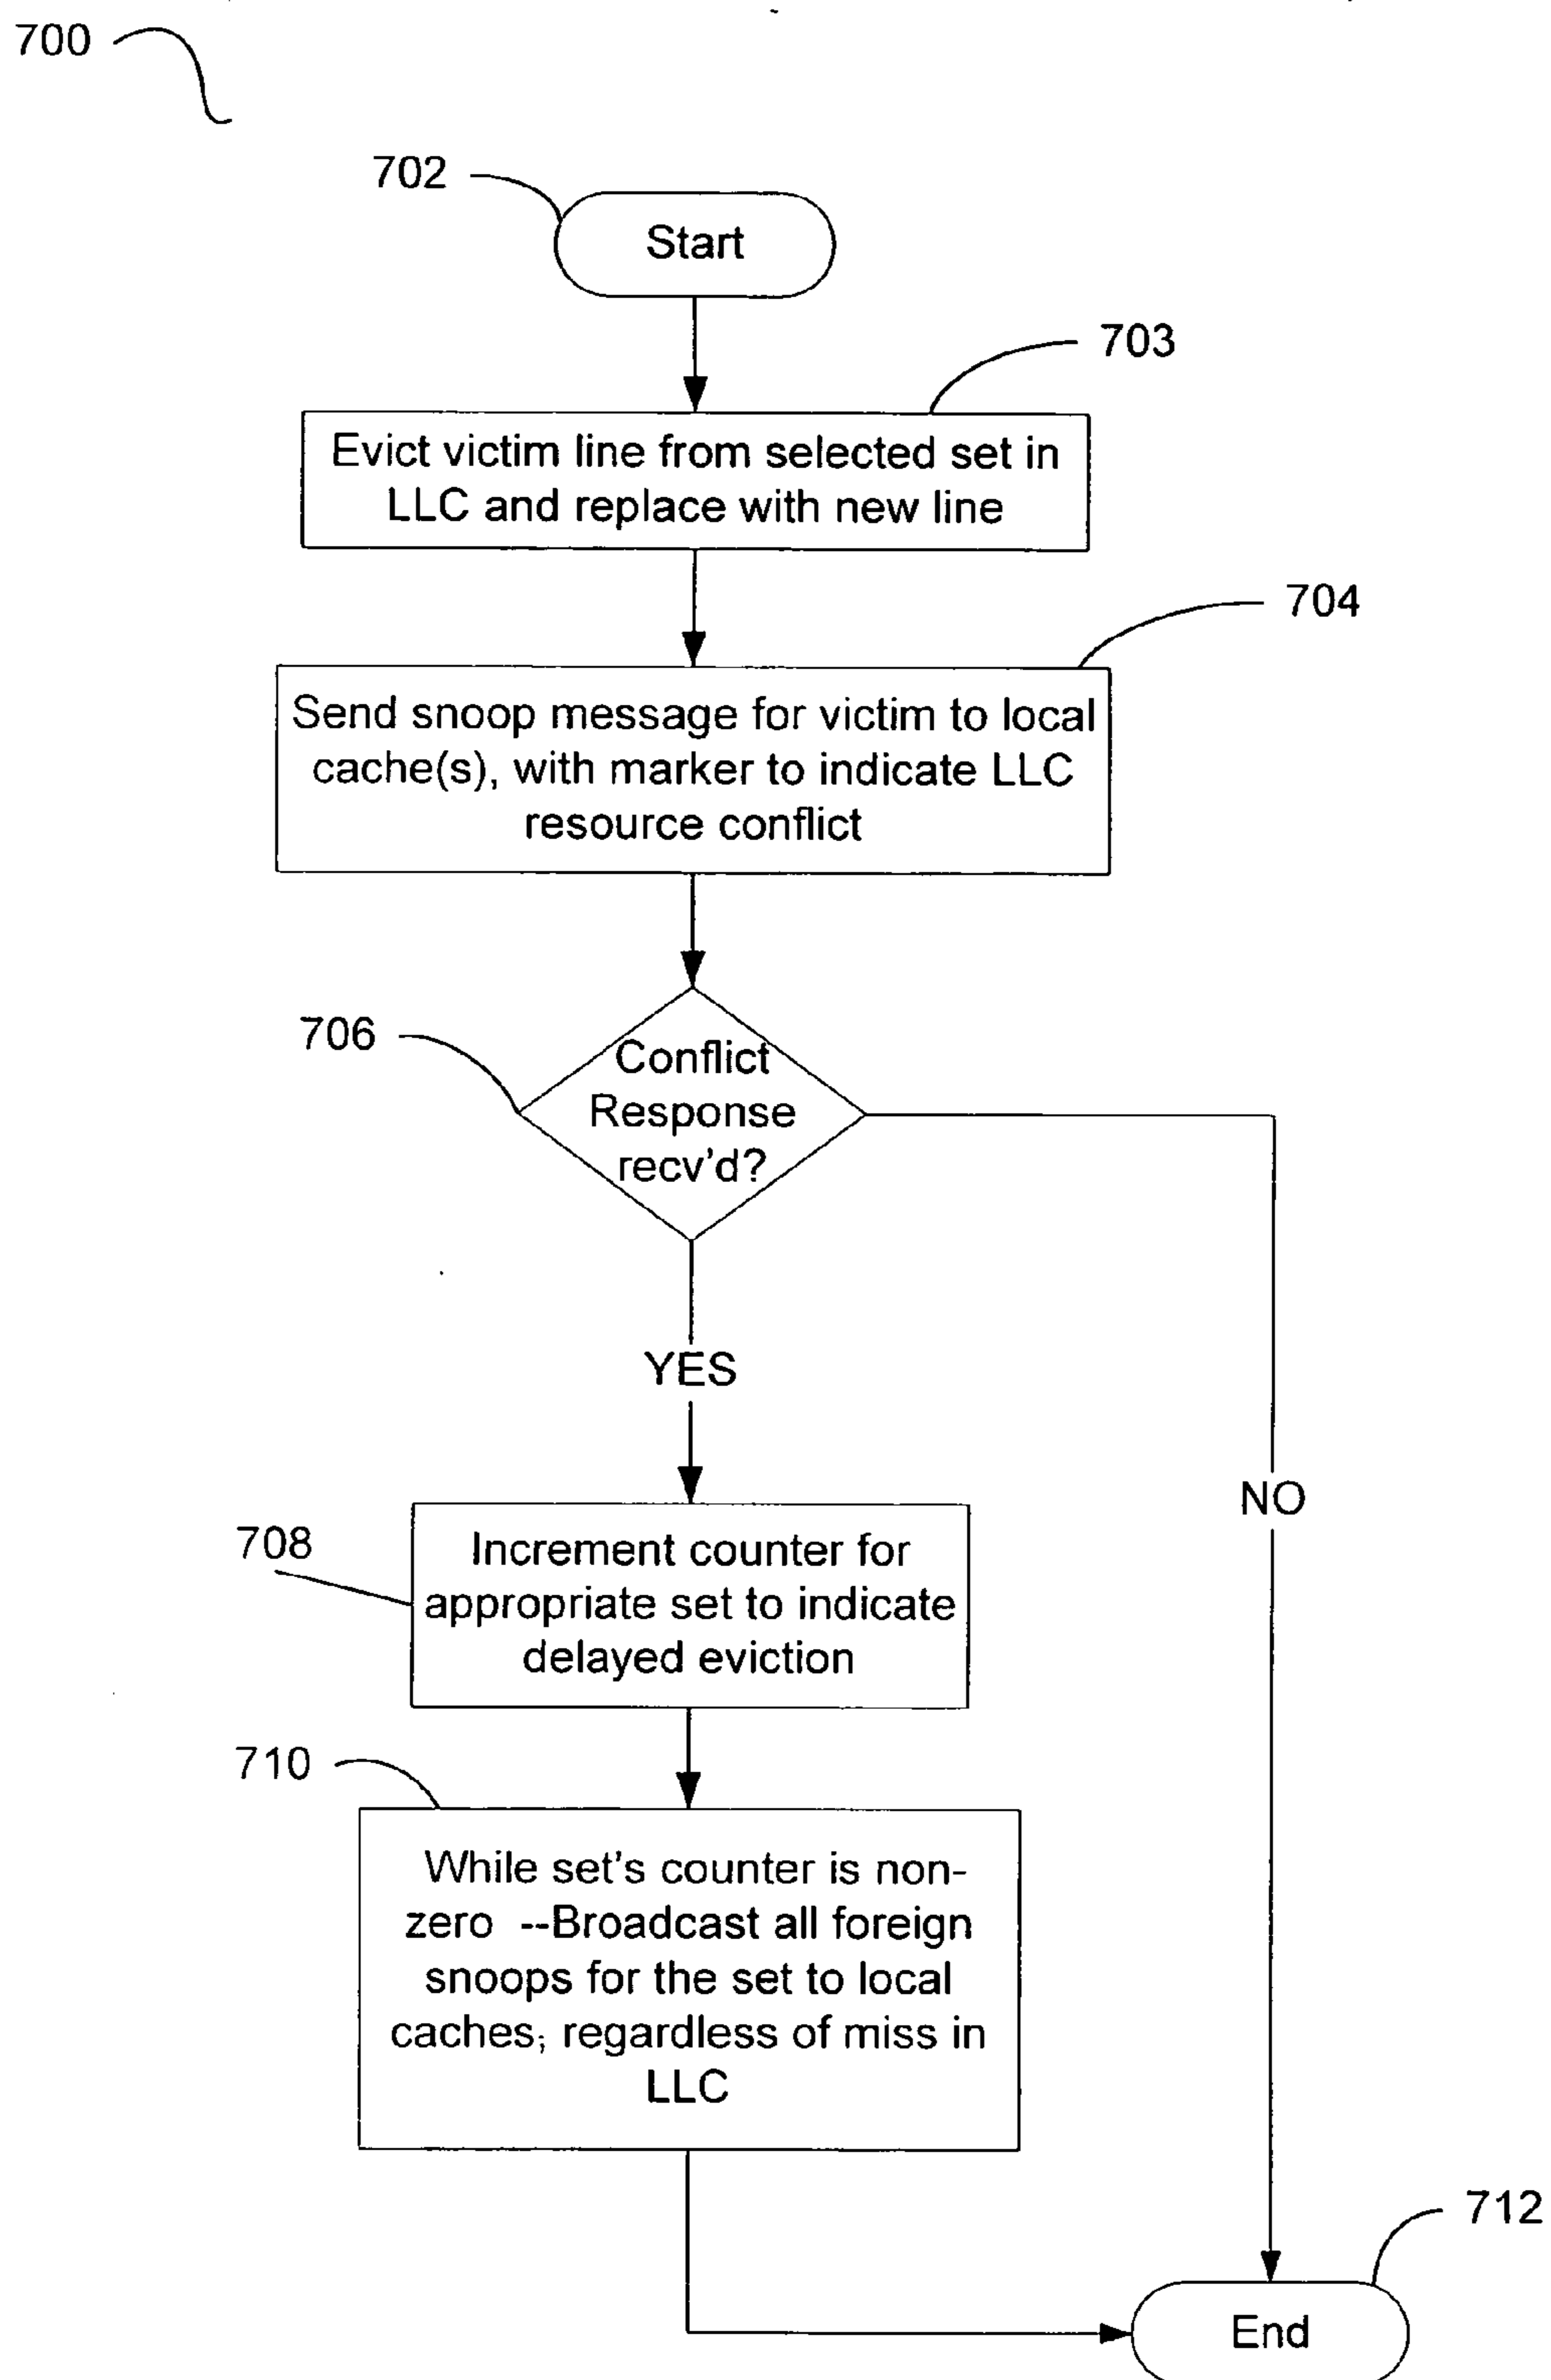 700
702
Start
703
Evict victim line from selected set in
LLC and replace with new line
704
Send snoop message for victim to local
cache(s), with marker to indicate LLC
resource conflict
706
Conflict
Response
recv'd?
YES
NO
708
Increment counter for
appropriate set to indicate
delayed eviction
710
While set's counter is non-
zero --Broadcast all foreign
snoops for the set to local
caches, regardless of miss in
LLC
712
End